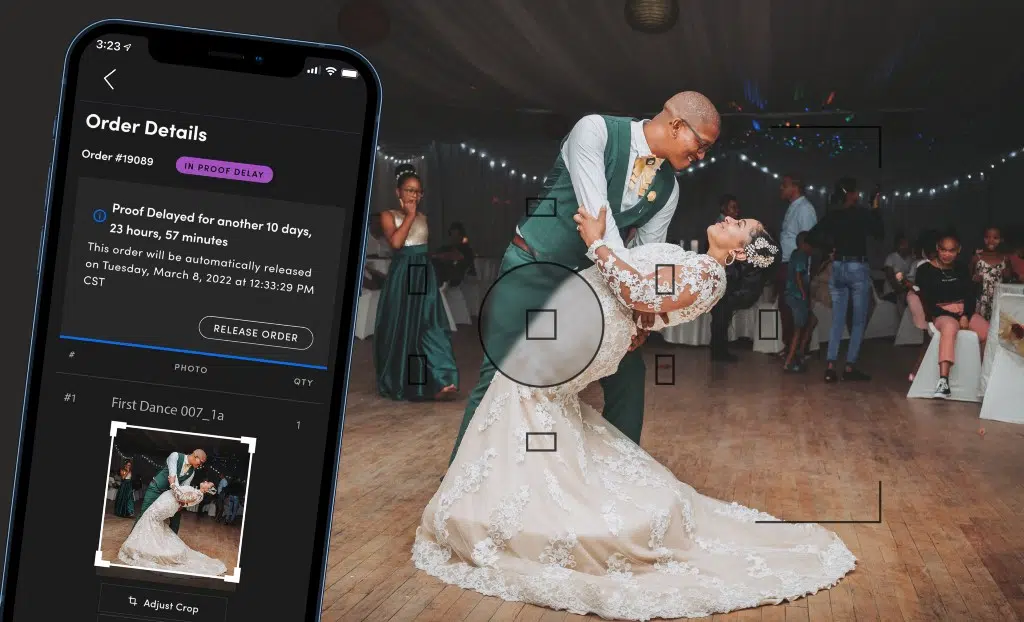 3:23
Order Details
Order #19089
IN PROOF DELAY
Proof Delayed for another 10 days,
23 hours, 57 minutes
This order will be automatically released
on Tuesday, March 8, 2022 at 12:33:29 PM
CST
RELEASE ORDER
# PHOTO QTY
#1 First Dance 007_1a 1
Adjust Crop